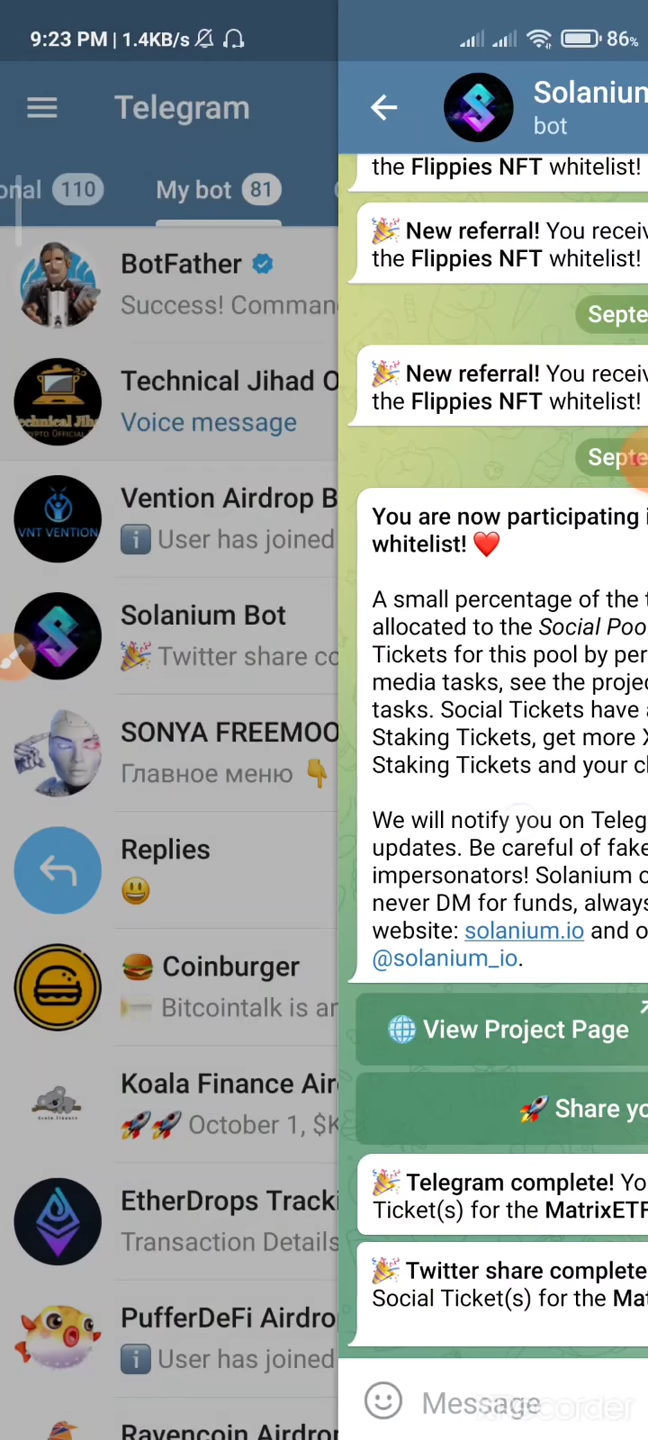 9:23 PM | 1.4KB/s
86%
Telegram
onal 110
My bot 81
BotFather
Success! Comman
Technical Jihad O
Voice message
Vention Airdrop B
User has joined
VNT VENTION
Solanium Bot
Twitter share co
SONYA FREEMOO
Главное меню
Replies
Coinburger
Bitcointalk is an
Koala Finance Air
October 1, $K
EtherDrops Tracki
Transaction Details
PufferDeFi Airdro
User has joined
Ravencoin Airdro
Solanium
bot
the Flippies NFT whitelist!
New referral! You receiv
the Flippies NFT whitelist!
Septe
New referral! You receiv
the Flippies NFT whitelist!
Septe
You are now participating i
whitelist!
A small percentage of the t
allocated to the Social Poo
Tickets for this pool by per
media tasks, see the projec
tasks. Social Tickets have a
Staking Tickets, get more X
Staking Tickets and your cl
We will notify you on Teleg
updates. Be careful of fake
impersonators! Solanium c
never DM for funds, always
website: solanium.io and o
@solanium_io.
View Project Page
Share yo
Telegram complete! Yo
Ticket(s) for the MatrixETF
Twitter share complete
Social Ticket(s) for the Mat
Message